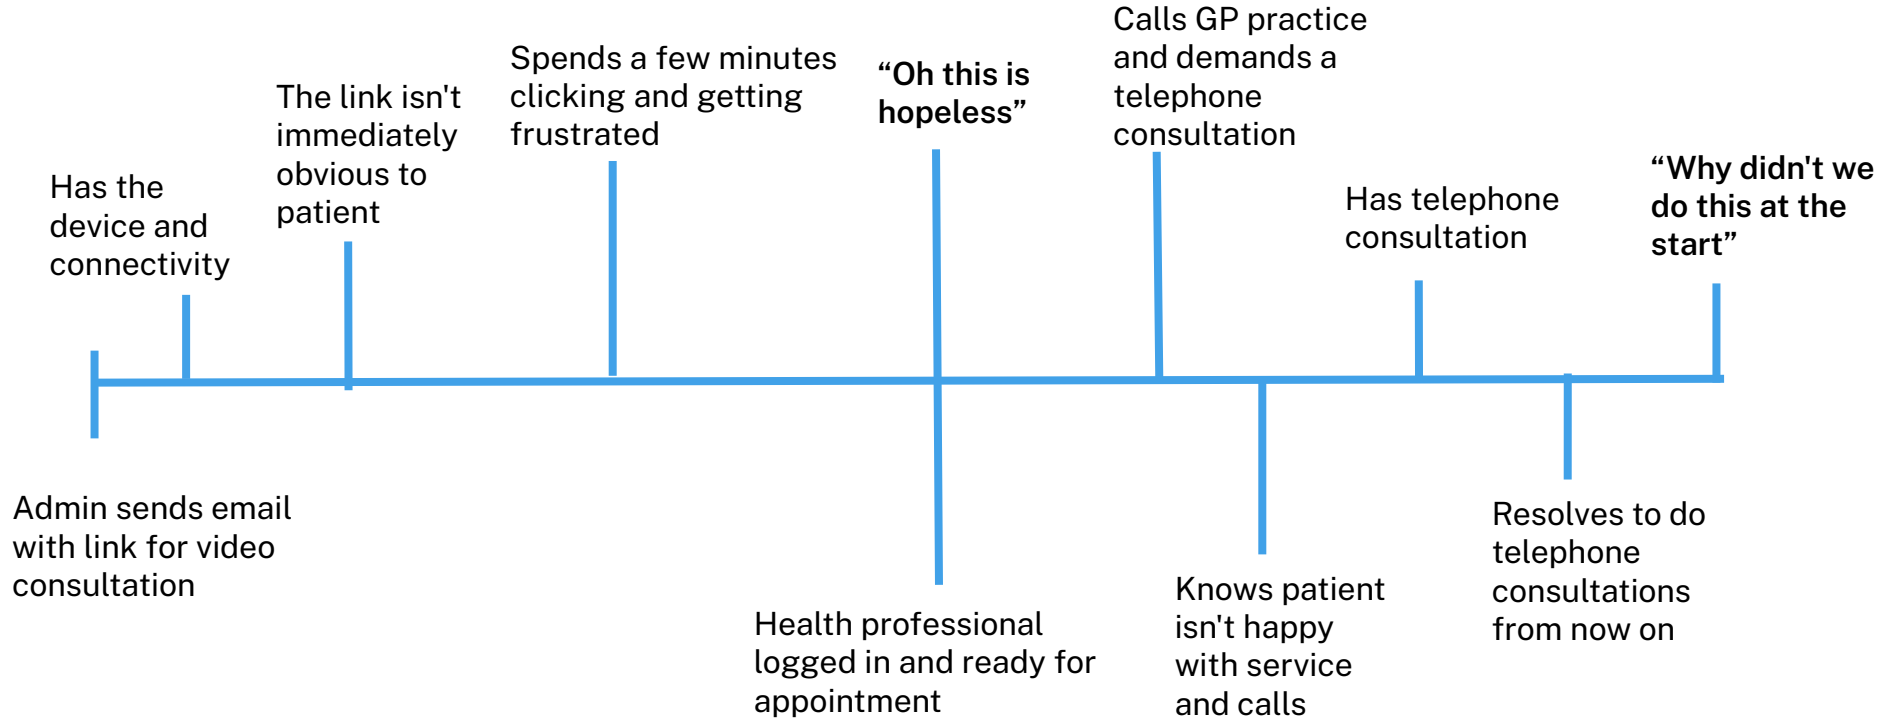 Has the
device and
connectivity
The link isn't
immediately
obvious to
patient
Spends a few minutes
clicking and getting
frustrated
“Oh this is
hopeless”
Calls GP practice
and demands a
telephone
consultation
Has telephone
consultation
“Why didn't we
do this at the
start”
Admin sends email
with link for video
consultation
Health professional
logged in and ready for
appointment
Knows patient
isn't happy
with service
and calls
Resolves to do
telephone
consultations
from now on